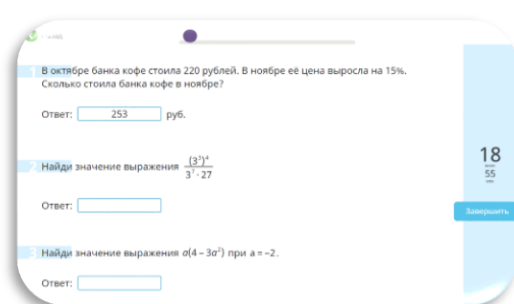 1 В октябре банка кофе стоила 220 рублей. В ноябре её цена выросла на 15%.
Сколько стоила банка кофе в ноябре?
Ответ: 253 руб.
2 Найди значение выражения (3³)⁴ / 3⁷ · 27
Ответ:
3 Найди значение выражения a(4 – 3a²) при a = –2.
Ответ:
18
55
Завершить